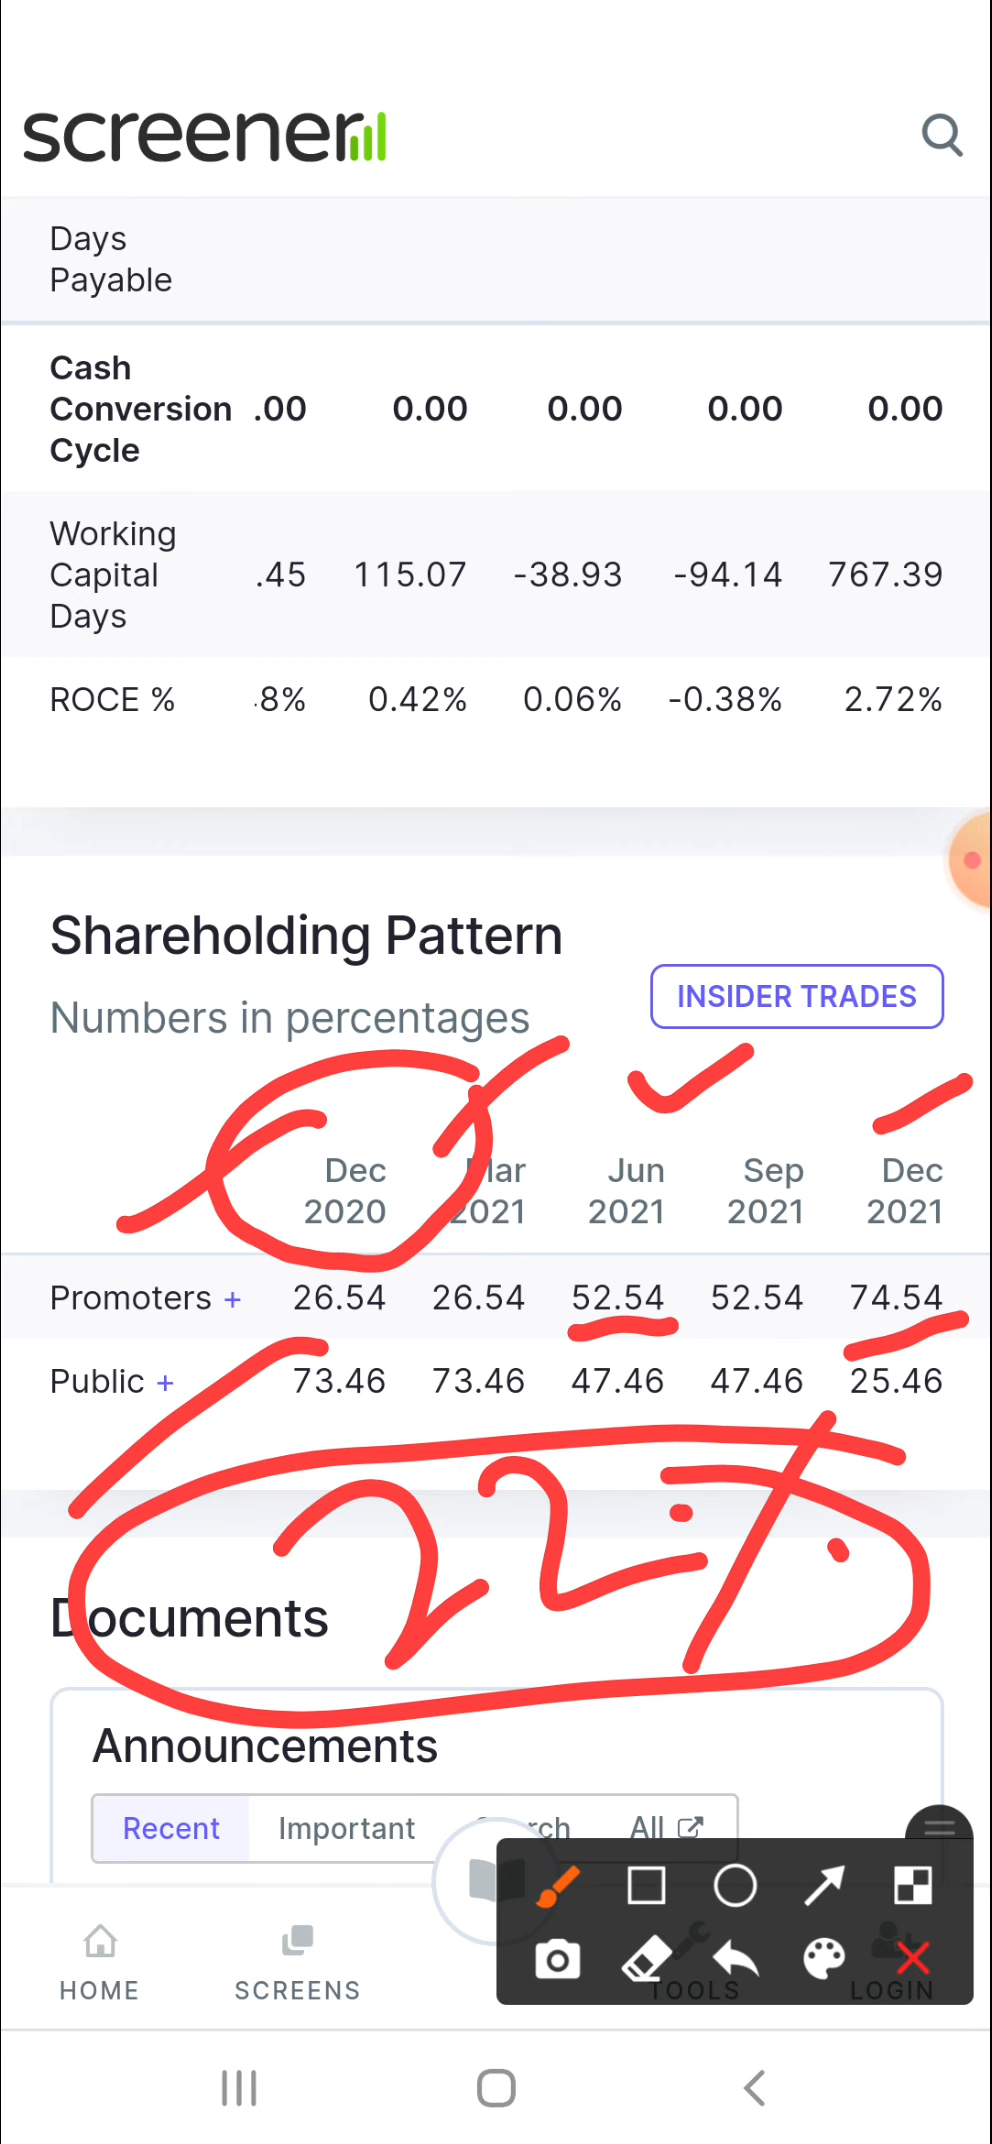 screener
Days
Payable
Cash
Conversion .00 0.00 0.00 0.00 0.00
Cycle
Working
Capital .45 115.07 -38.93 -94.14 767.39
Days
ROCE % .8% 0.42% 0.06% -0.38% 2.72%
Shareholding Pattern
Numbers in percentages
INSIDER TRADES
Dec Mar Jun Sep Dec
2020 2021 2021 2021 2021
Promoters + 26.54 26.54 52.54 52.54 74.54
Public + 73.46 73.46 47.46 47.46 25.46
22%
Documents
Announcements
Recent Important Search All
HOME SCREENS TOOLS LOGIN